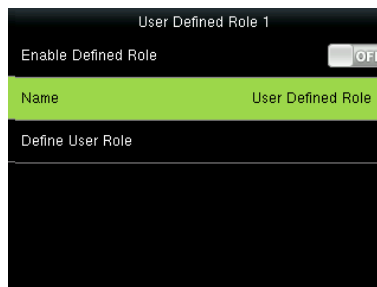 User Defined Role 1
Enable Defined Role OFF
Name User Defined Role
Define User Role